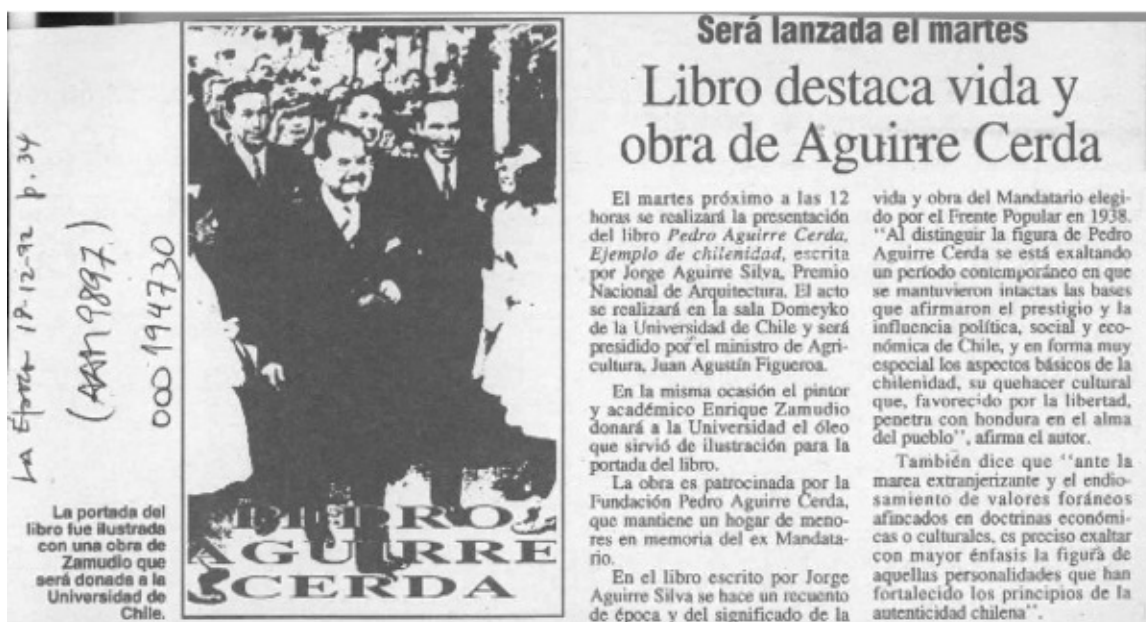 La Época 18-12-92 p. 34
(AAM 9897)
000194730
PEDRO
AGUIRRE
CERDA
La portada del
libro fue ilustrada
con una obra de
Zamudio que
será donada a la
Universidad de
Chile.
Será lanzada el martes
Libro destaca vida y
obra de Aguirre Cerda
El martes próximo a las 12
horas se realizará la presentación
del libro Pedro Aguirre Cerda,
Ejemplo de chilenidad, escrita
por Jorge Aguirre Silva, Premio
Nacional de Arquitectura. El acto
se realizará en la sala Domeyko
de la Universidad de Chile y será
presidido por el ministro de Agri-
cultura, Juan Agustín Figueroa.
En la misma ocasión el pintor
y académico Enrique Zamudio
donará a la Universidad el óleo
que sirvió de ilustración para la
portada del libro.
La obra es patrocinada por la
Fundación Pedro Aguirre Cerda,
que mantiene un hogar de meno-
res en memoria del ex Mandata-
rio.
En el libro escrito por Jorge
Aguirre Silva se hace un recuento
de época y del significado de la
vida y obra del Mandatario elegi-
do por el Frente Popular en 1938.
“Al distinguir la figura de Pedro
Aguirre Cerda se está exaltando
un período contemporáneo en que
se mantuvieron intactas las bases
que afirmaron el prestigio y la
influencia política, social y eco-
nómica de Chile, y en forma muy
especial los aspectos básicos de la
chilenidad, su quehacer cultural
que, favorecido por la libertad,
penetra con hondura en el alma
del pueblo”, afirma el autor.
También dice que “ante la
marea extranjerizante y el endio-
samiento de valores foráneos
afincados en doctrinas económi-
cas o culturales, es preciso exaltar
con mayor énfasis la figura de
aquellas personalidades que han
fortalecido los principios de la
autenticidad chilena”.